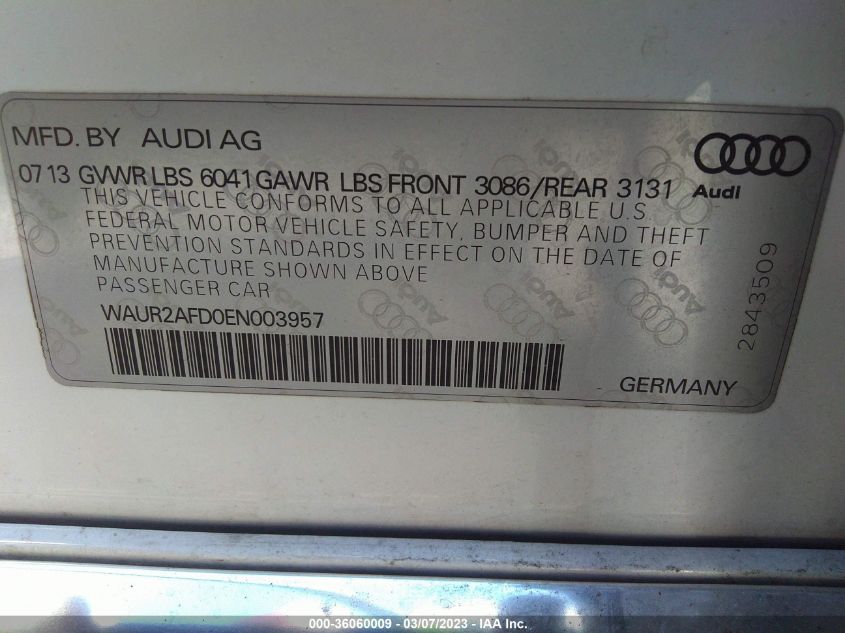 MFD. BY AUDI AG
07 13 GVWR LBS 6041 GAWR LBS FRONT 3086/REAR 3131
Audi
THIS VEHICLE CONFORMS TO ALL APPLICABLE U.S
FEDERAL MOTOR VEHICLE SAFETY, BUMPER AND THEFT
PREVENTION STANDARDS IN EFFECT ON THE DATE OF
MANUFACTURE SHOWN ABOVE
PASSENGER CAR
WAUR2AFD0EN003957
GERMANY
2843509
000-36060009 - 03/07/2023 - IAA Inc.